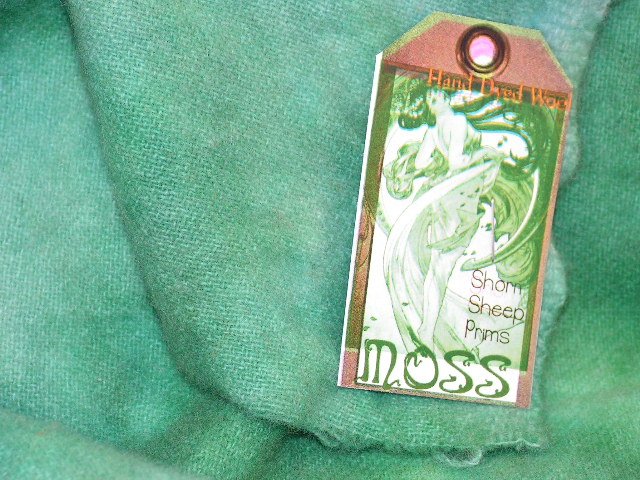 Hand Dyed Wool
Shorn
Sheep
Prims
MOSS